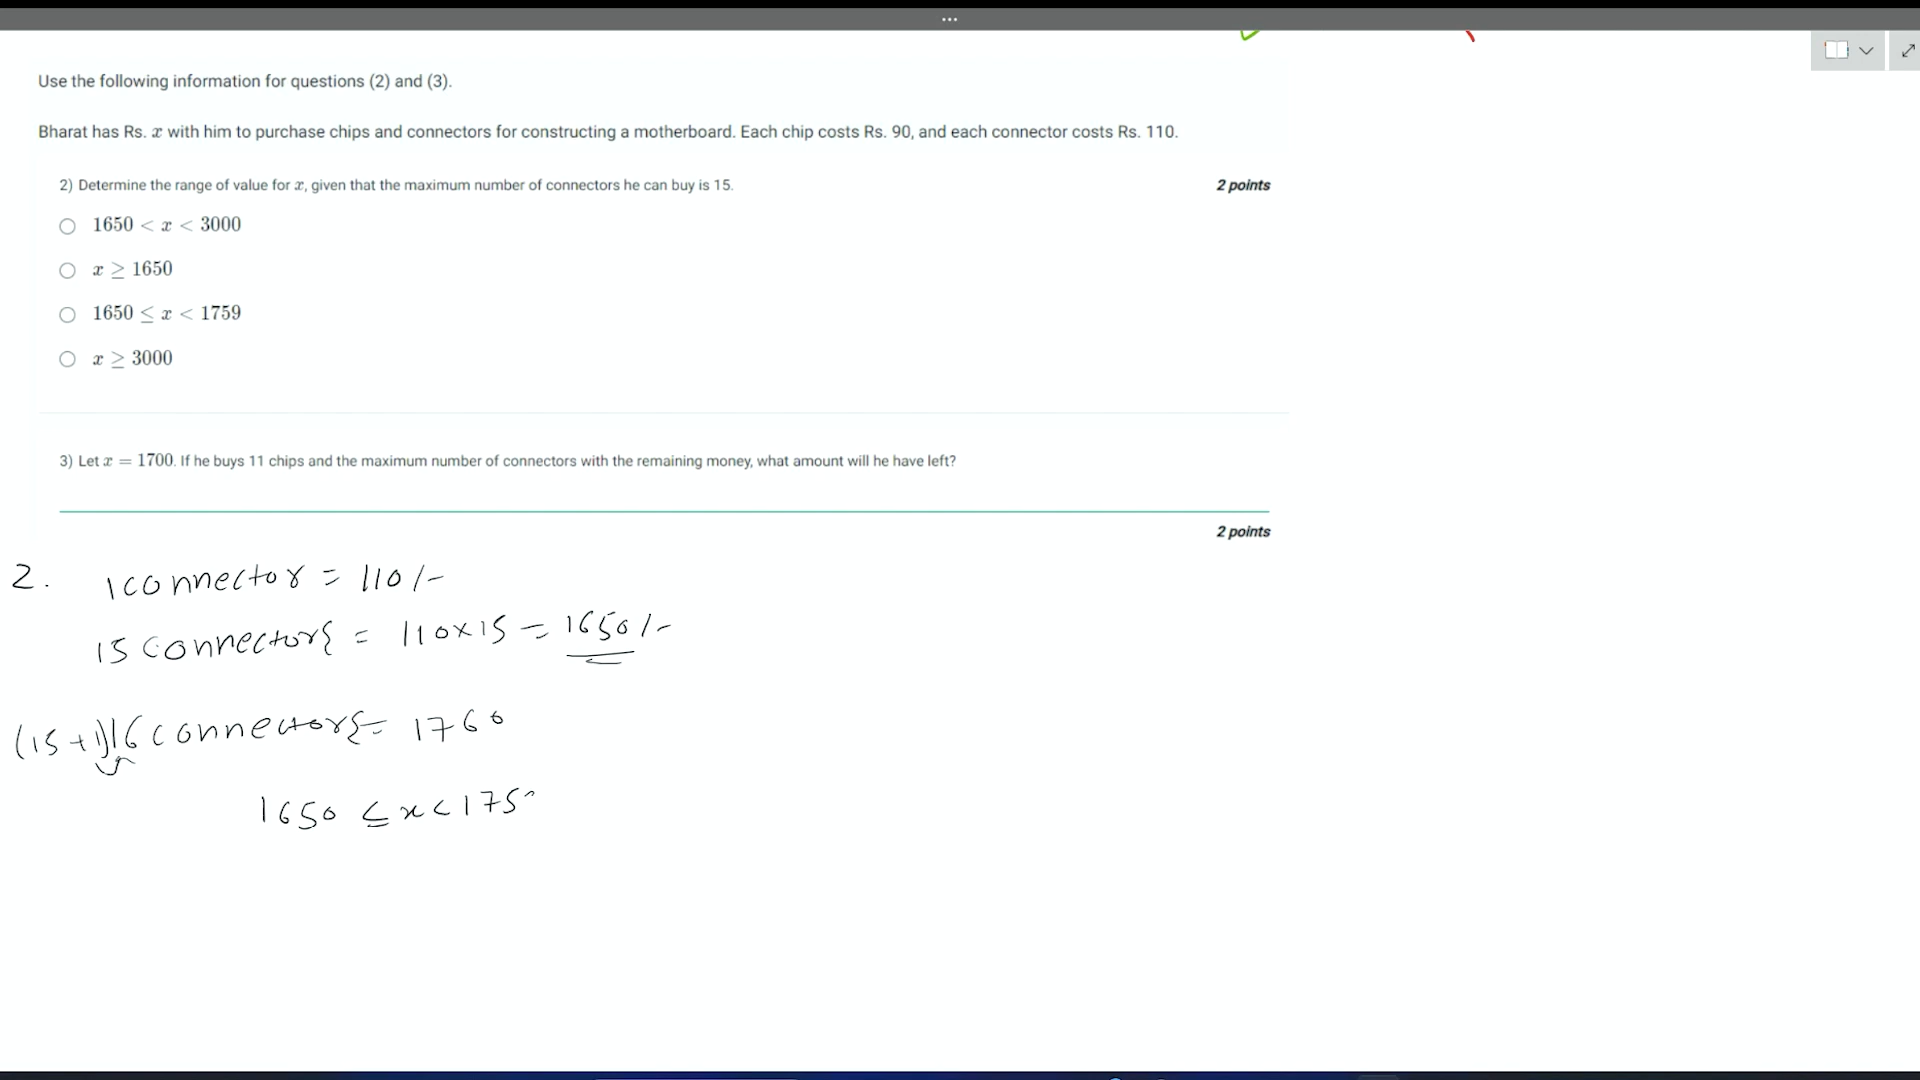 Use the following information for questions (2) and (3).
Bharat has Rs. x with him to purchase chips and connectors for constructing a motherboard. Each chip costs Rs. 90, and each connector costs Rs. 110.
2) Determine the range of value for x, given that the maximum number of connectors he can buy is 15.
2 points
1650 < x < 3000
x ≥ 1650
1650 ≤ x < 1759
x ≥ 3000
3) Let x = 1700. If he buys 11 chips and the maximum number of connectors with the remaining money, what amount will he have left?
2 points
2. 1 connector = 110/-
15 connectors = 110×15 = 1650/-
(15+1)16 connectors = 1760
1650 ≤ x < 175